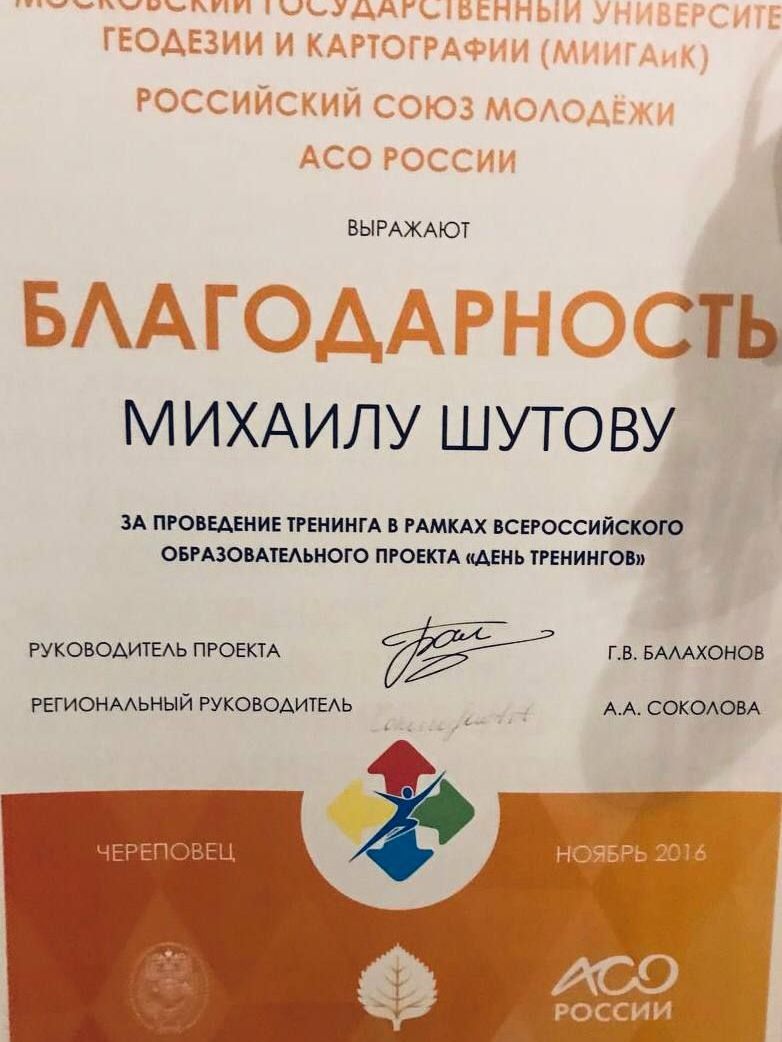 МОСКОВСКИЙ ГОСУДАРСТВЕННЫЙ УНИВЕРСИТЕ
ГЕОДЕЗИИ И КАРТОГРАФИИ (МИИГАиК)
РОССИЙСКИЙ СОЮЗ МОЛОДЁЖИ
АСО РОССИИ
ВЫРАЖАЮТ
БЛАГОДАРНОСТЬ
МИХАИЛУ ШУТОВУ
ЗА ПРОВЕДЕНИЕ ТРЕНИНГА В РАМКАХ ВСЕРОССИЙСКОГО
ОБРАЗОВАТЕЛЬНОГО ПРОЕКТА «ДЕНЬ ТРЕНИНГОВ»
РУКОВОДИТЕЛЬ ПРОЕКТА Г.В. БАЛАХОНОВ
РЕГИОНАЛЬНЫЙ РУКОВОДИТЕЛЬ А.А. СОКОЛОВА
ЧЕРЕПОВЕЦ НОЯБРЬ 2016
АСО
РОССИИ